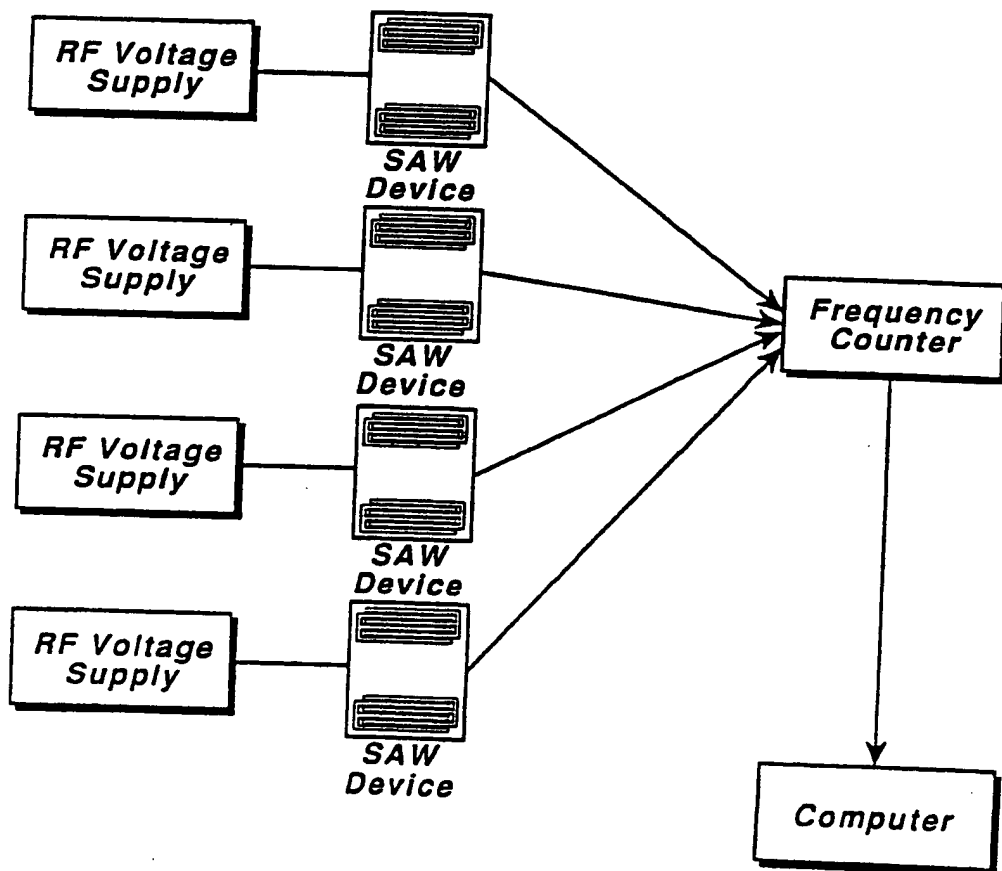 RF Voltage
Supply
SAW
Device
RF Voltage
Supply
SAW
Device
Frequency
Counter
RF Voltage
Supply
SAW
Device
RF Voltage
Supply
SAW
Device
Computer